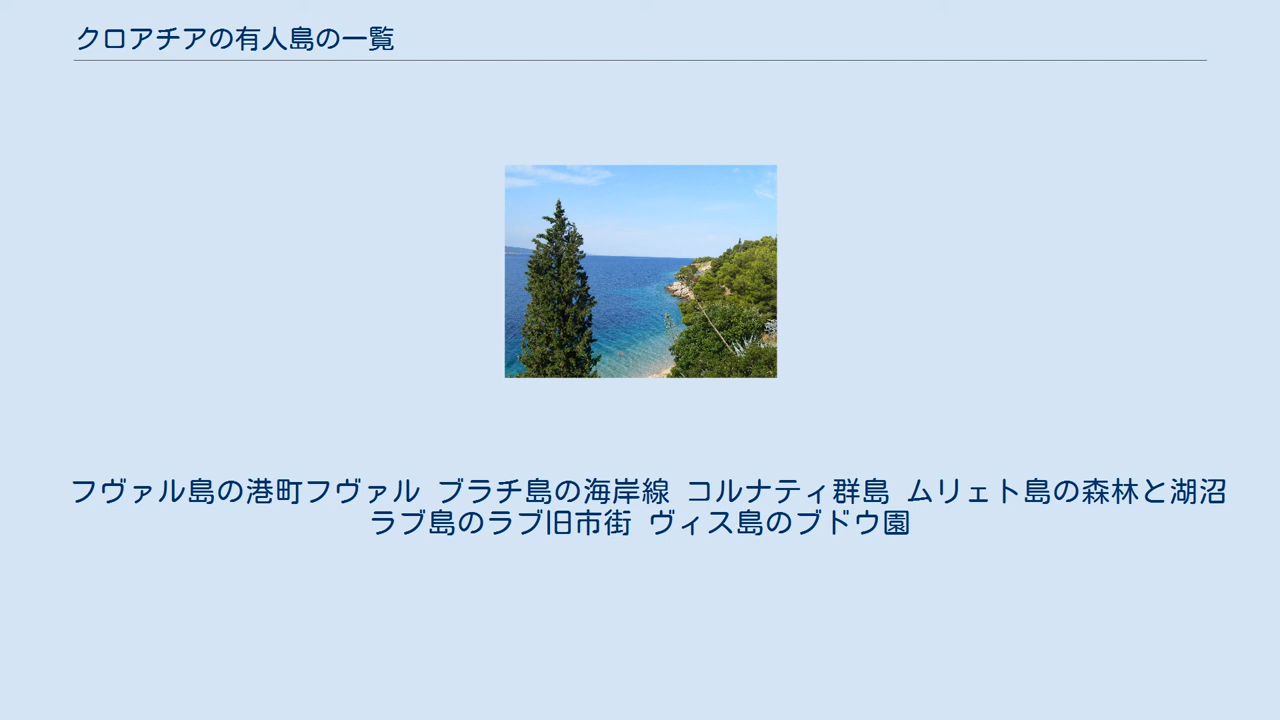 クロアチアの有人島の一覧
フヴァル島の港町フヴァル ブラチ島の海岸線 コルナティ群島 ムリェト島の森林と湖沼
ラブ島のラブ旧市街 ヴィス島のブドウ園